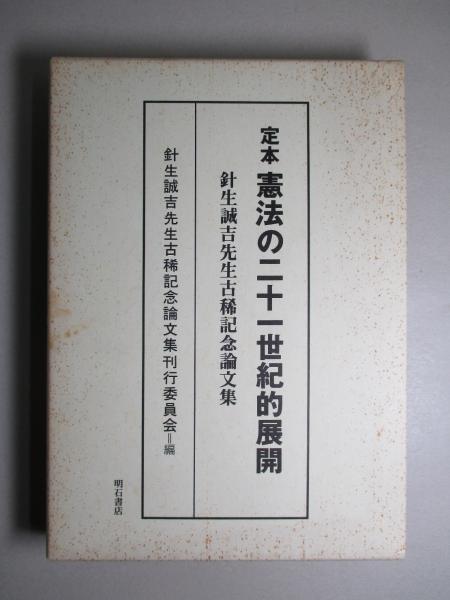 定本 憲法の二十一世紀的展開
針生誠吉先生古稀記念論文集
針生誠吉先生古稀記念論文集刊行委員会＝編
明石書店